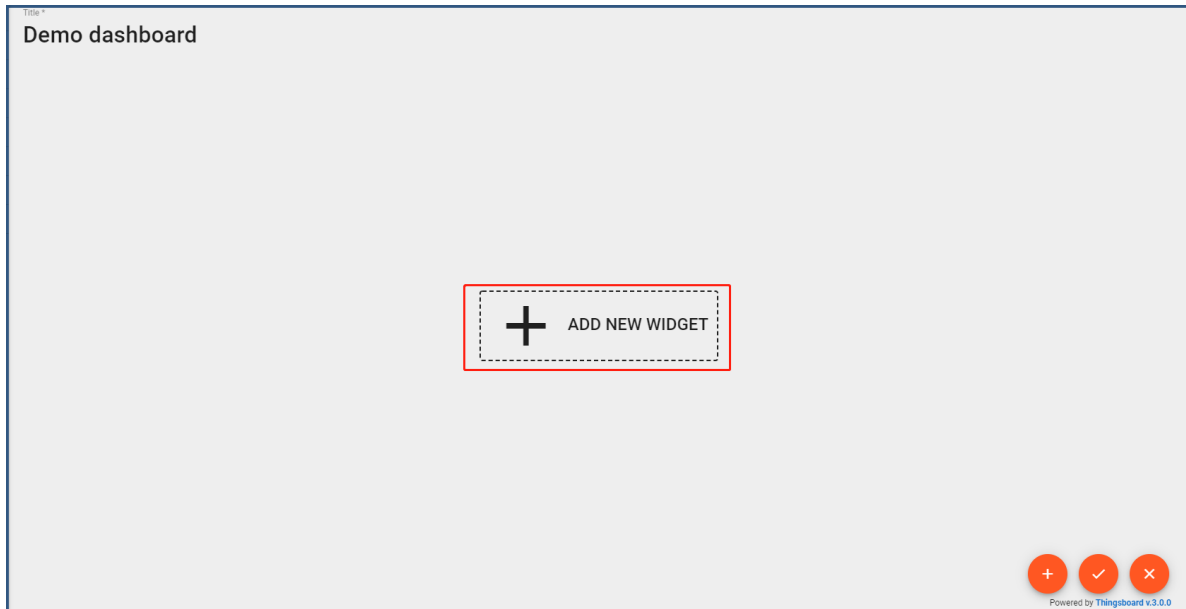 Title *
Demo dashboard
ADD NEW WIDGET
Powered by Thingsboard v.3.0.0